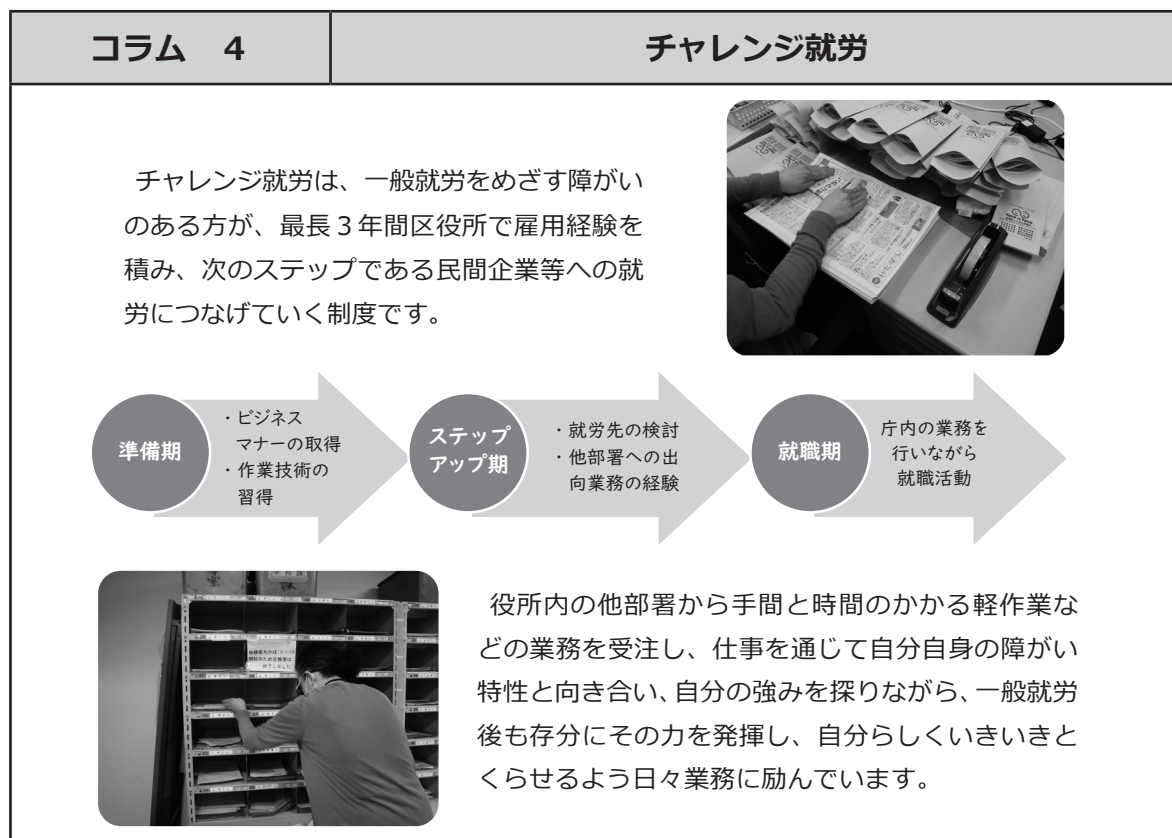 コラム　4
チャレンジ就労
チャレンジ就労は、一般就労をめざす障がい
のある方が、最長３年間区役所で雇用経験を
積み、次のステップである民間企業等への就
労につなげていく制度です。
準備期
・ビジネス
マナーの取得
・作業技術の
習得
ステップ
アップ期
・就労先の検討
・他部署への出
向業務の経験
就職期
庁内の業務を
行いながら
就職活動
役所内の他部署から手間と時間のかかる軽作業な
どの業務を受注し、仕事を通じて自分自身の障がい
特性と向き合い、自分の強みを探りながら、一般就労
後も存分にその力を発揮し、自分らしくいきいきと
くらせるよう日々業務に励んでいます。